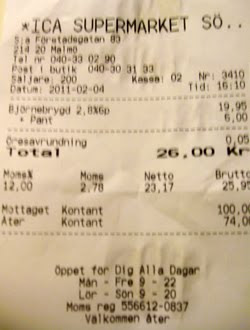 *ICA SUPERMARKET SÖ..
S:a Förstadsgatan 83
214 20 Malmö
Tel nr 040-33 02 90
Post i butik 040-30 31 33
Säljare: 200 Kassa: 02 Nr: 3410
Datum: 2011-02-04 Tid: 16:10
Björnebrygd 2,8%6p 19,95
* Pant 6,00
Öresavrundning 0,05
Total 26,00 Kr
Moms% Moms Netto Brutto
12,00 2,78 23,17 25,95
Mottaget Kontant 100,0
Åter Kontant 74,0
Öppet för Dig Alla Dagar
Mån - Fre 9 - 22
Lör - Sön 9 - 20
Moms reg 556612-0837
Välkommen åter